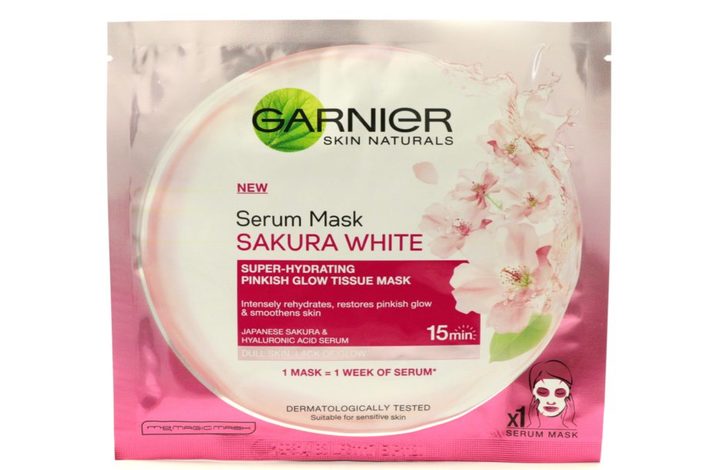 GARNIER
SKIN NATURALS
NEW
Serum Mask
SAKURA WHITE
SUPER-HYDRATING
PINKISH GLOW TISSUE MASK
Intensely rehydrates, restores pinkish glow
& smoothens skin
JAPANESE SAKURA &
HYALURONIC ACID SERUM
15min
DULL SKIN, LACK OF GLOW
1 MASK = 1 WEEK OF SERUM*
DERMATOLOGICALLY TESTED
Suitable for sensitive skin
x1
SERUM MASK